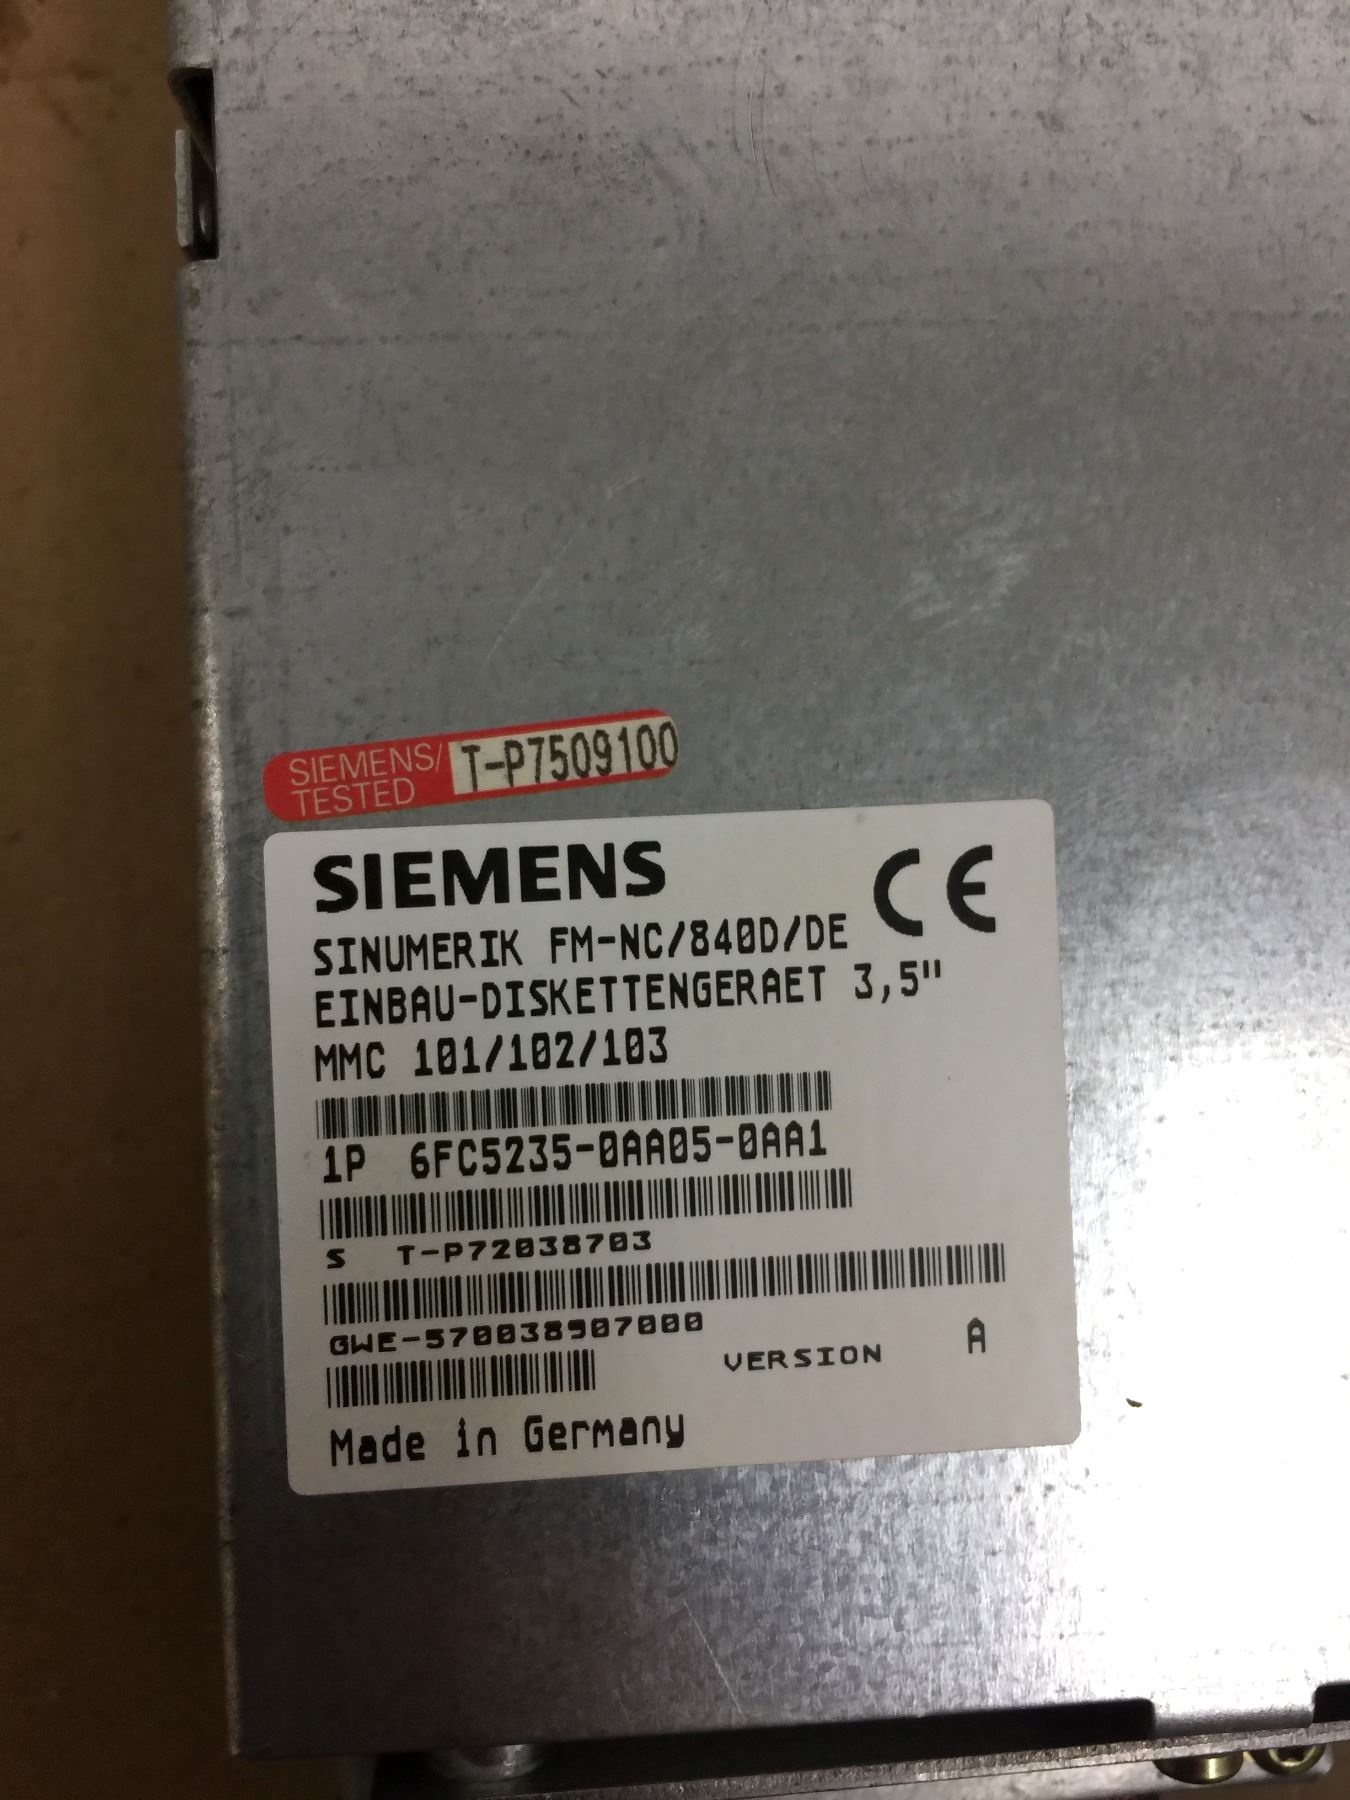 SIEMENS/ T-P7509100
TESTED
SIEMENS CE
SINUMERIK FM-NC/840D/DE
EINBAU-DISKETTENGERAET 3,5"
MMC 101/102/103
1P 6FC5235-0AA05-0AA1
S T-P72038703
GWE-570038907000
VERSION A
Made in Germany